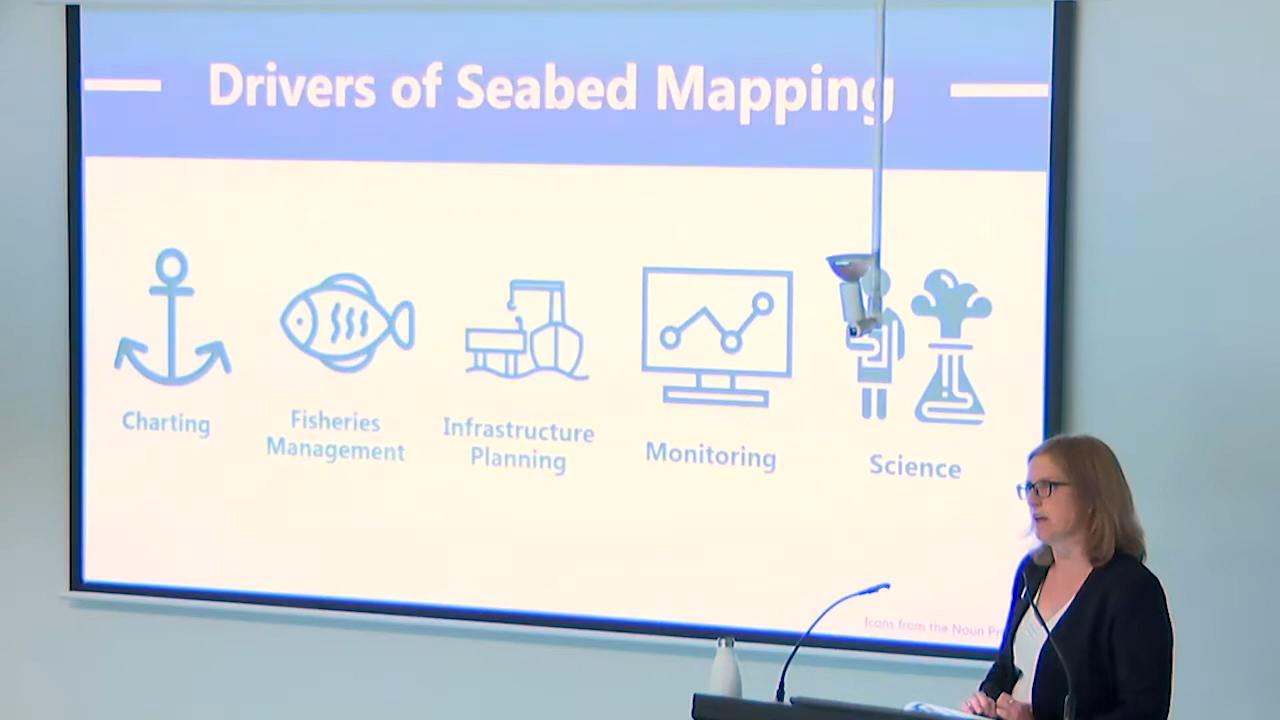 Drivers of Seabed Mapping
Charting
Fisheries
Management
Infrastructure
Planning
Monitoring
Science
Icons from the Noun